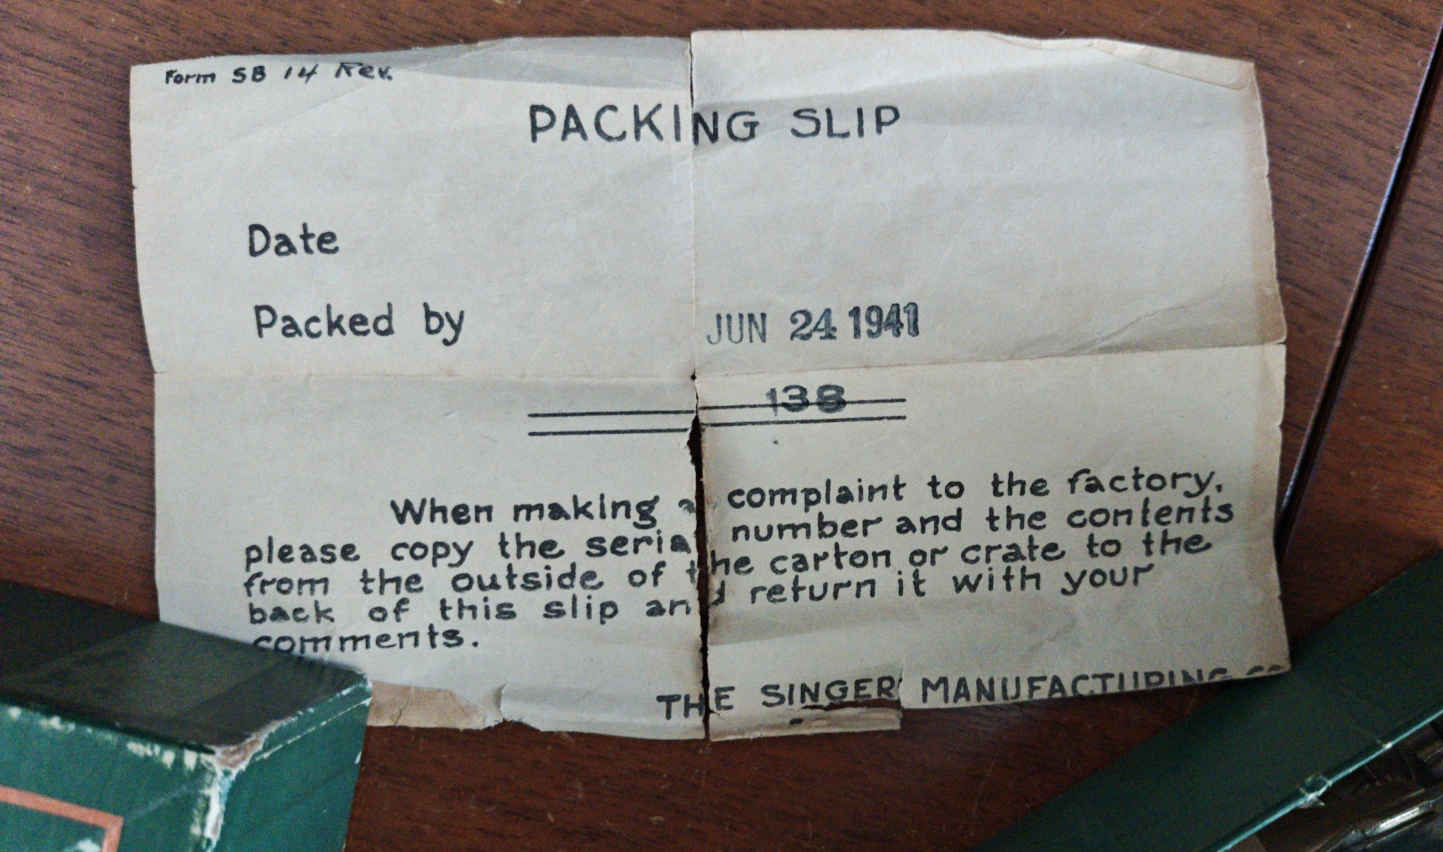 Form SB 14 Rev.
PACKING SLIP
Date
Packed by
JUN 24 1941
138
When making a complaint to the factory,
please copy the serial number and the contents
from the outside of the carton or crate to the
back of this slip and return it with your
comments.
THE SINGER MANUFACTURING CO